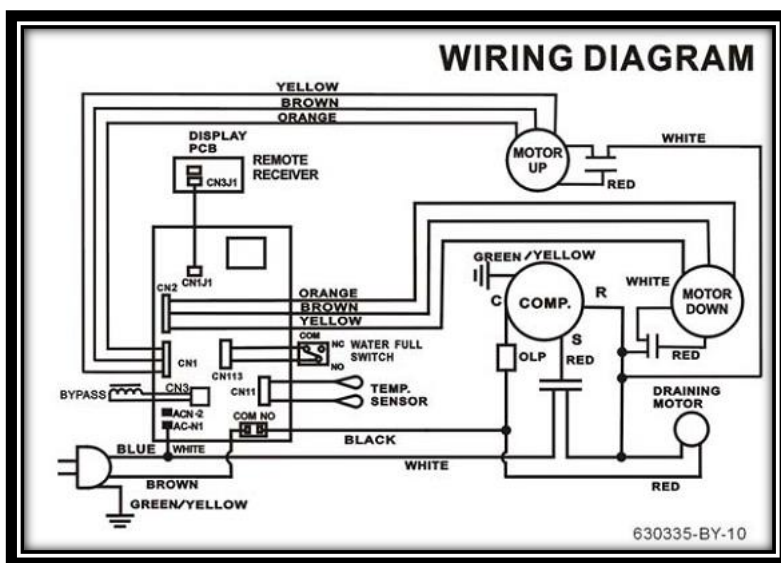 WIRING DIAGRAM
YELLOW
BROWN
ORANGE
DISPLAY
PCB
REMOTE
RECEIVER
CN3J1
MOTOR
UP
WHITE
RED
CN1J1
CN2
ORANGE
BROWN
YELLOW
GREEN/YELLOW
C
COMP.
R
S
WHITE
MOTOR
DOWN
RED
OLP
RED
COM
NC
NO
WATER FULL
SWITCH
CN1
CN113
CN11
TEMP.
SENSOR
DRAINING
MOTOR
BYPASS
CN3
ACN-2
AC-N1
COM NO
BLACK
BLUE
WHITE
WHITE
BROWN
RED
GREEN/YELLOW
630335-BY-10